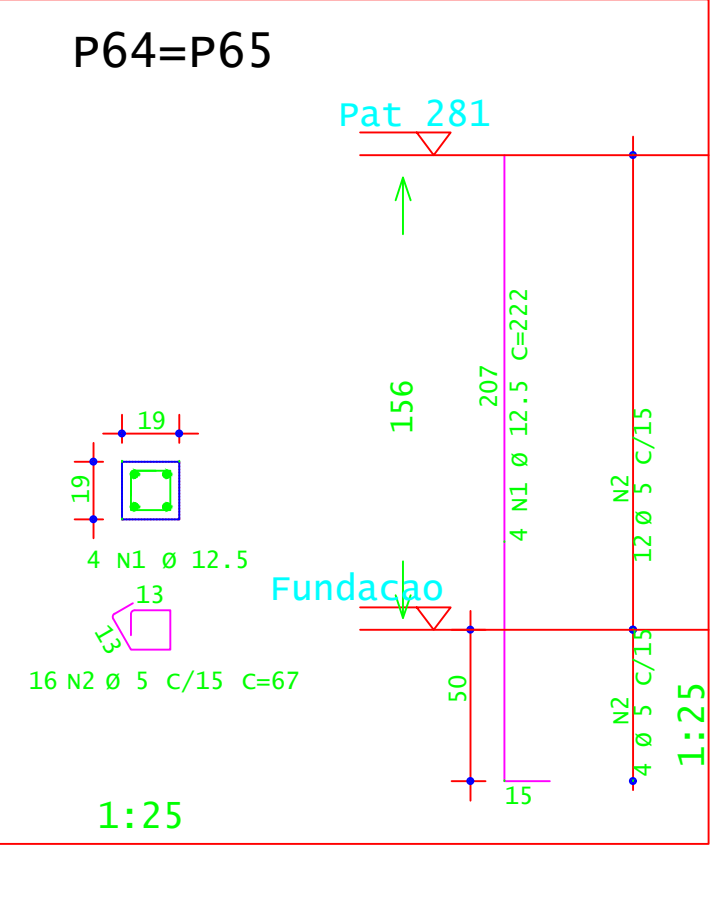 P64=P65
Pat 281
156
207
4 N1 Ø 12.5 C=222
N2
12 Ø 5 C/15
19
19
4 N1 Ø 12.5
Fundacao
13
13
16 N2 Ø 5 C/15 C=67
50
15
N2
4 Ø 5 C/15
1:25
1:25